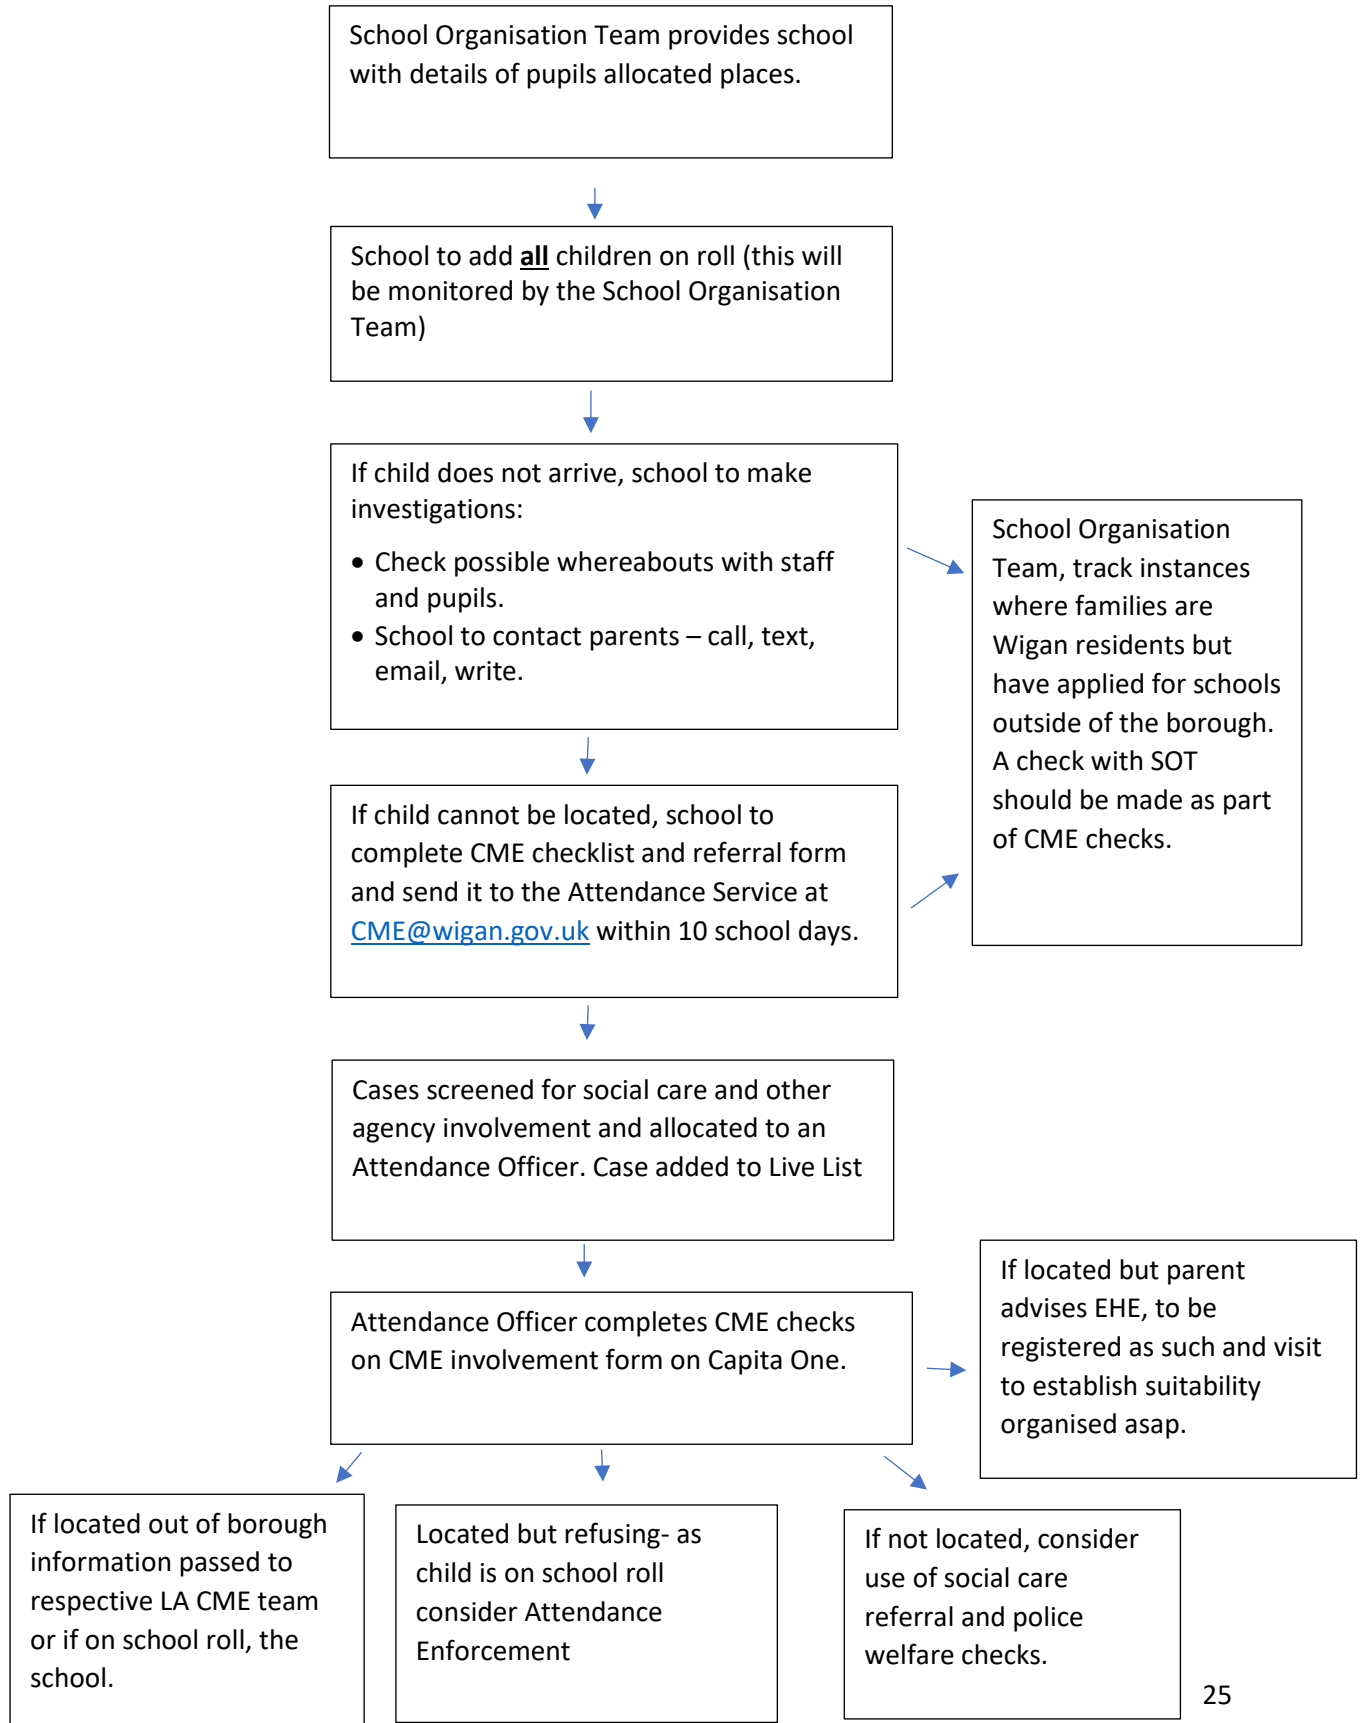 School Organisation Team provides school
with details of pupils allocated places.
School to add all children on roll (this will
be monitored by the School Organisation
Team)
If child does not arrive, school to make
investigations:
• Check possible whereabouts with staff
and pupils.
• School to contact parents – call, text,
email, write.
School Organisation
Team, track instances
where families are
Wigan residents but
have applied for schools
outside of the borough.
A check with SOT
should be made as part
of CME checks.
If child cannot be located, school to
complete CME checklist and referral form
and send it to the Attendance Service at
CME@wigan.gov.uk within 10 school days.
Cases screened for social care and other
agency involvement and allocated to an
Attendance Officer. Case added to Live List
Attendance Officer completes CME checks
on CME involvement form on Capita One.
If located but parent
advises EHE, to be
registered as such and visit
to establish suitability
organised asap.
If located out of borough
information passed to
respective LA CME team
or if on school roll, the
school.
Located but refusing- as
child is on school roll
consider Attendance
Enforcement
If not located, consider
use of social care
referral and police
welfare checks.
25